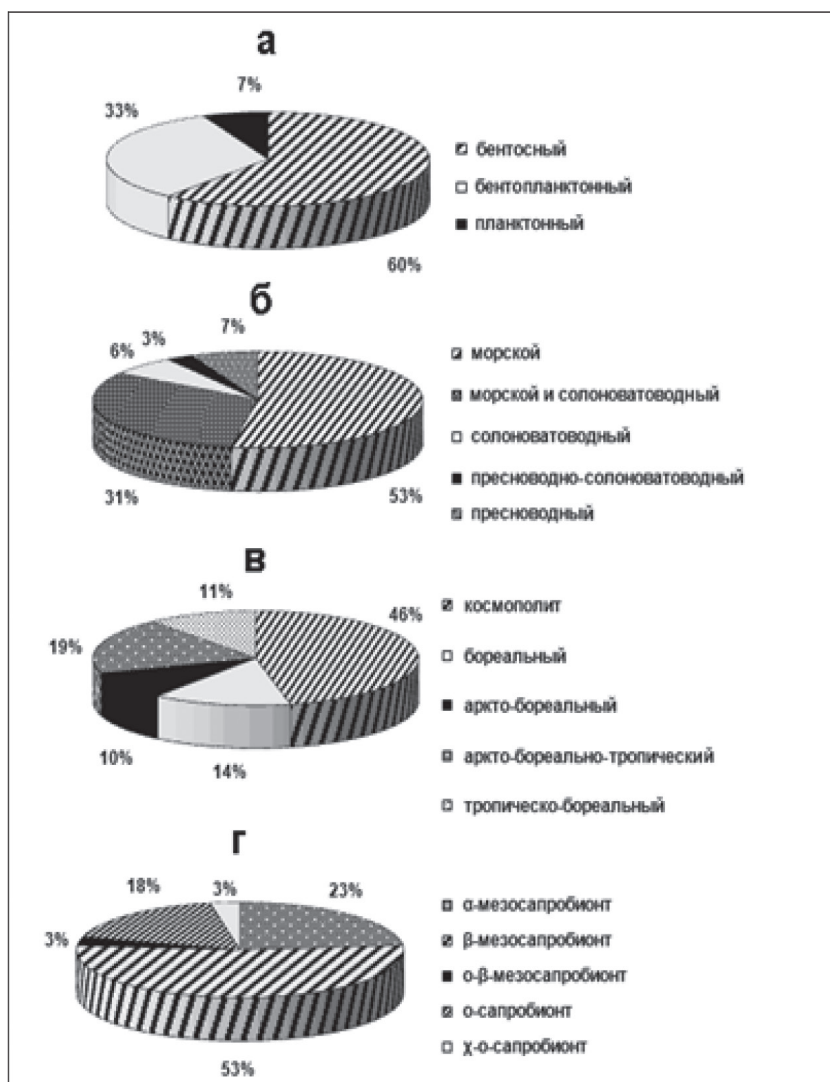 а
7%
33%
60%
бентосный
бентопланктонный
планктонный
б
7%
3%
6%
31%
53%
морской
морской и солоноватоводный
солоноватоводный
пресноводно-солоноватоводный
пресноводный
в
11%
46%
19%
10%
14%
космополит
бореальный
аркто-бореальный
аркто-бореально-тропический
тропическо-бореальный
г
18%
3%
23%
3%
53%
α-мезосапробионт
β-мезосапробионт
о-β-мезосапробионт
о-сапробионт
χ-о-сапробионт